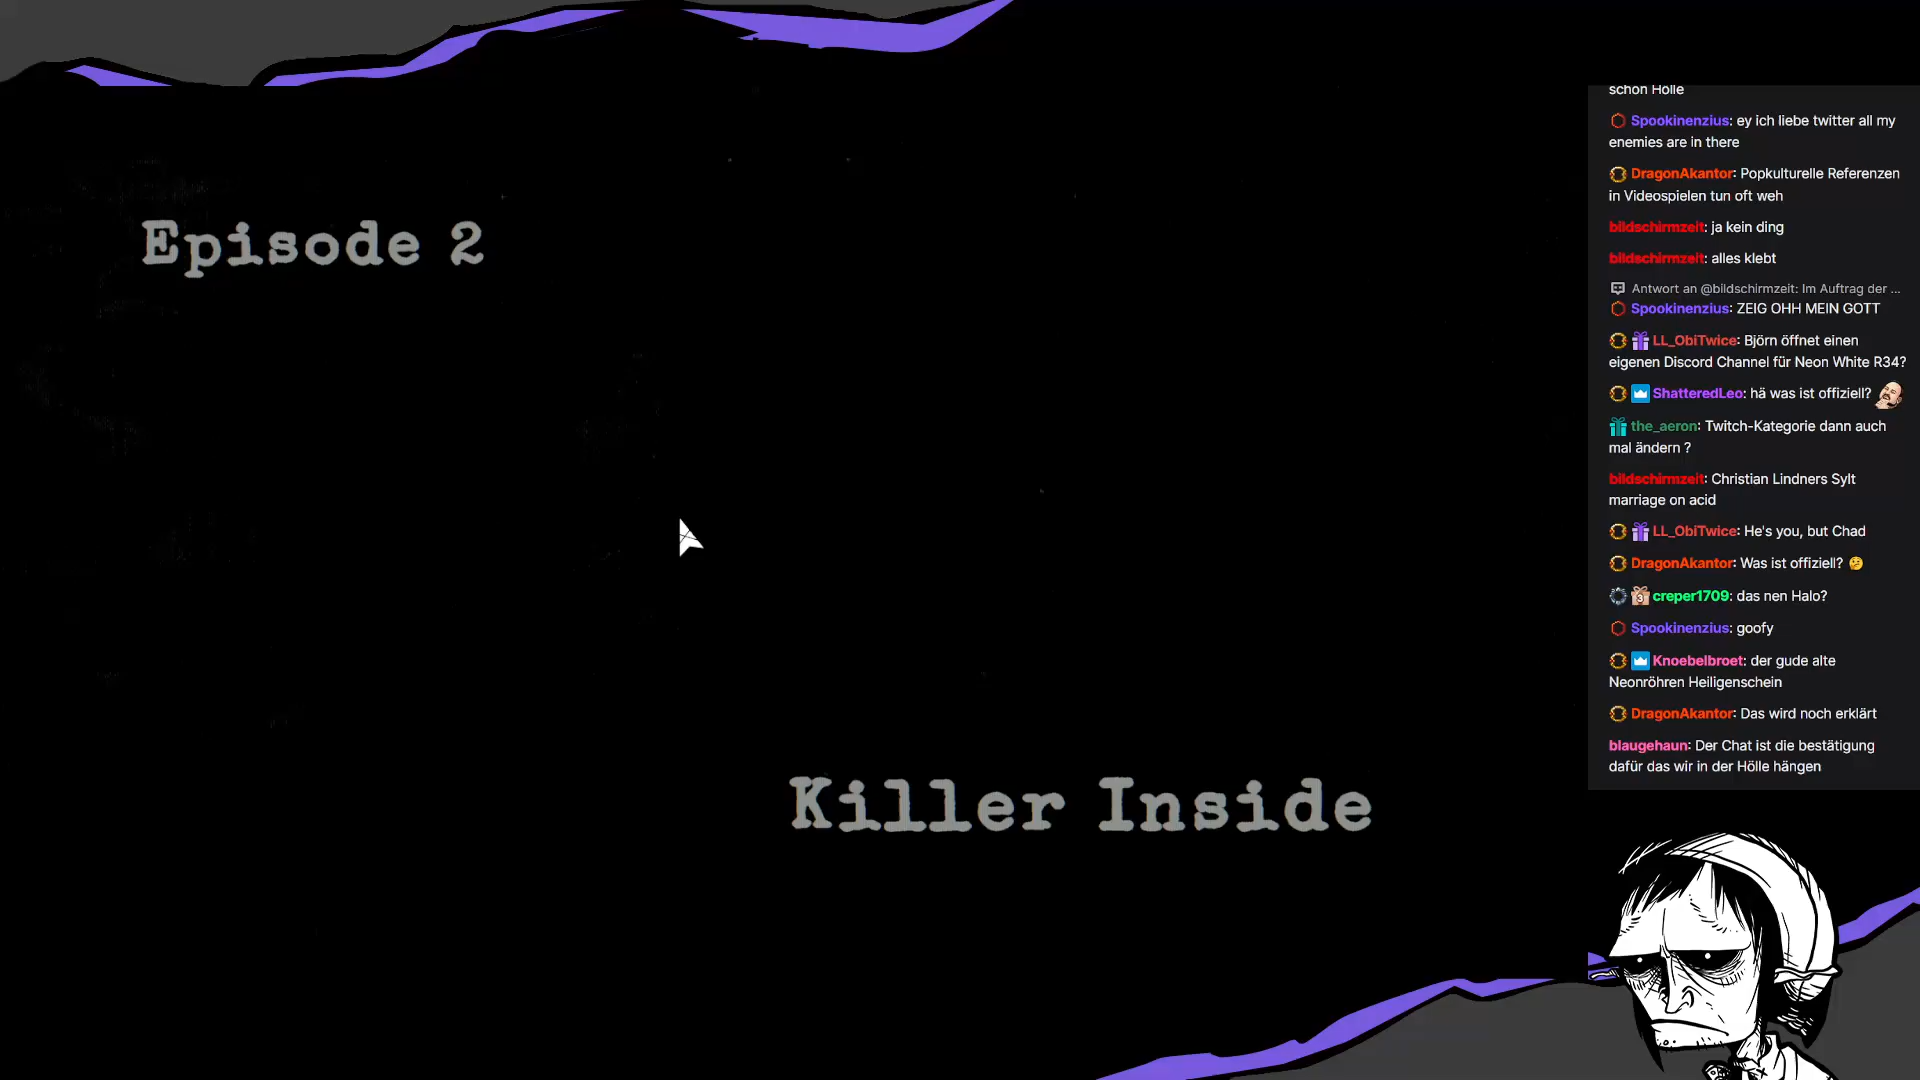 Episode 2
Killer Inside
schon Hölle
Spookinenzius: ey ich liebe twitter all my
enemies are in there
DragonAkantor: Popkulturelle Referenzen
in Videospielen tun oft weh
bildschirmzeit: ja kein ding
bildschirmzeit: alles klebt
Antwort an @bildschirmzeit: Im Auftrag der ...
Spookinenzius: ZEIG OHH MEIN GOTT
LL_ObiTwice: Björn öffnet einen
eigenen Discord Channel für Neon White R34?
ShatteredLeo: hä was ist offiziell?
the_aeron: Twitch-Kategorie dann auch
mal ändern ?
bildschirmzeit: Christian Lindners Sylt
marriage on acid
LL_ObiTwice: He's you, but Chad
DragonAkantor: Was ist offiziell? 🤔
creper1709: das nen Halo?
Spookinenzius: goofy
Knoebelbroet: der gude alte
Neonröhren Heiligenschein
DragonAkantor: Das wird noch erklärt
blaugehaun: Der Chat ist die bestätigung
dafür das wir in der Hölle hängen